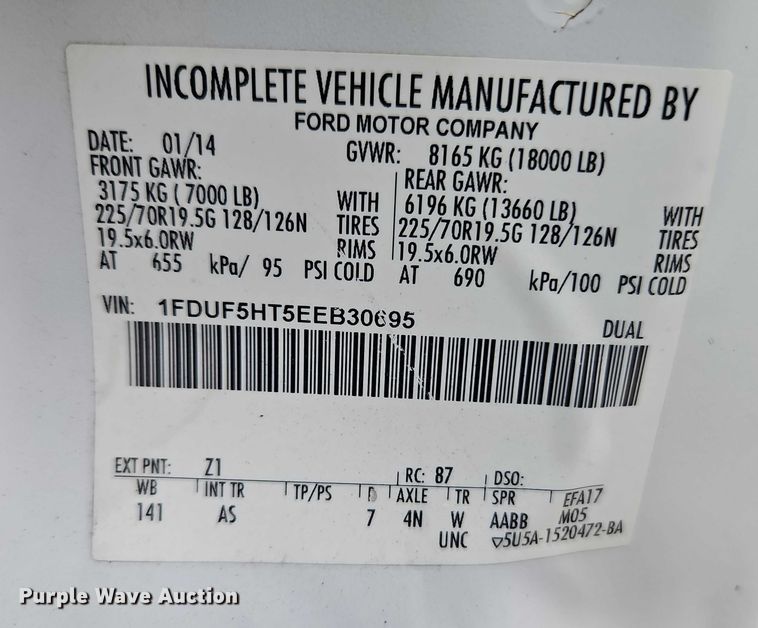 INCOMPLETE VEHICLE MANUFACTURED BY
FORD MOTOR COMPANY
DATE: 01/14 GVWR: 8165 KG (18000 LB)
FRONT GAWR: REAR GAWR:
3175 KG ( 7000 LB) WITH 6196 KG (13660 LB) WITH
225/70R19.5G 128/126N TIRES 225/70R19.5G 128/126N TIRES
19.5x6.0RW RIMS 19.5x6.0RW RIMS
AT 655 kPa/ 95 PSI COLD AT 690 kPa/100 PSI COLD
VIN: 1FDUF5HT5EEB30695 DUAL
EXT PNT: Z1 RC: 87 DSO:
WB INT TR TP/PS AXLE TR SPR EFA17
141 AS 7 4N W AABB M05
UNC ▽5U5A-1520472-BA
Purple Wave Auction